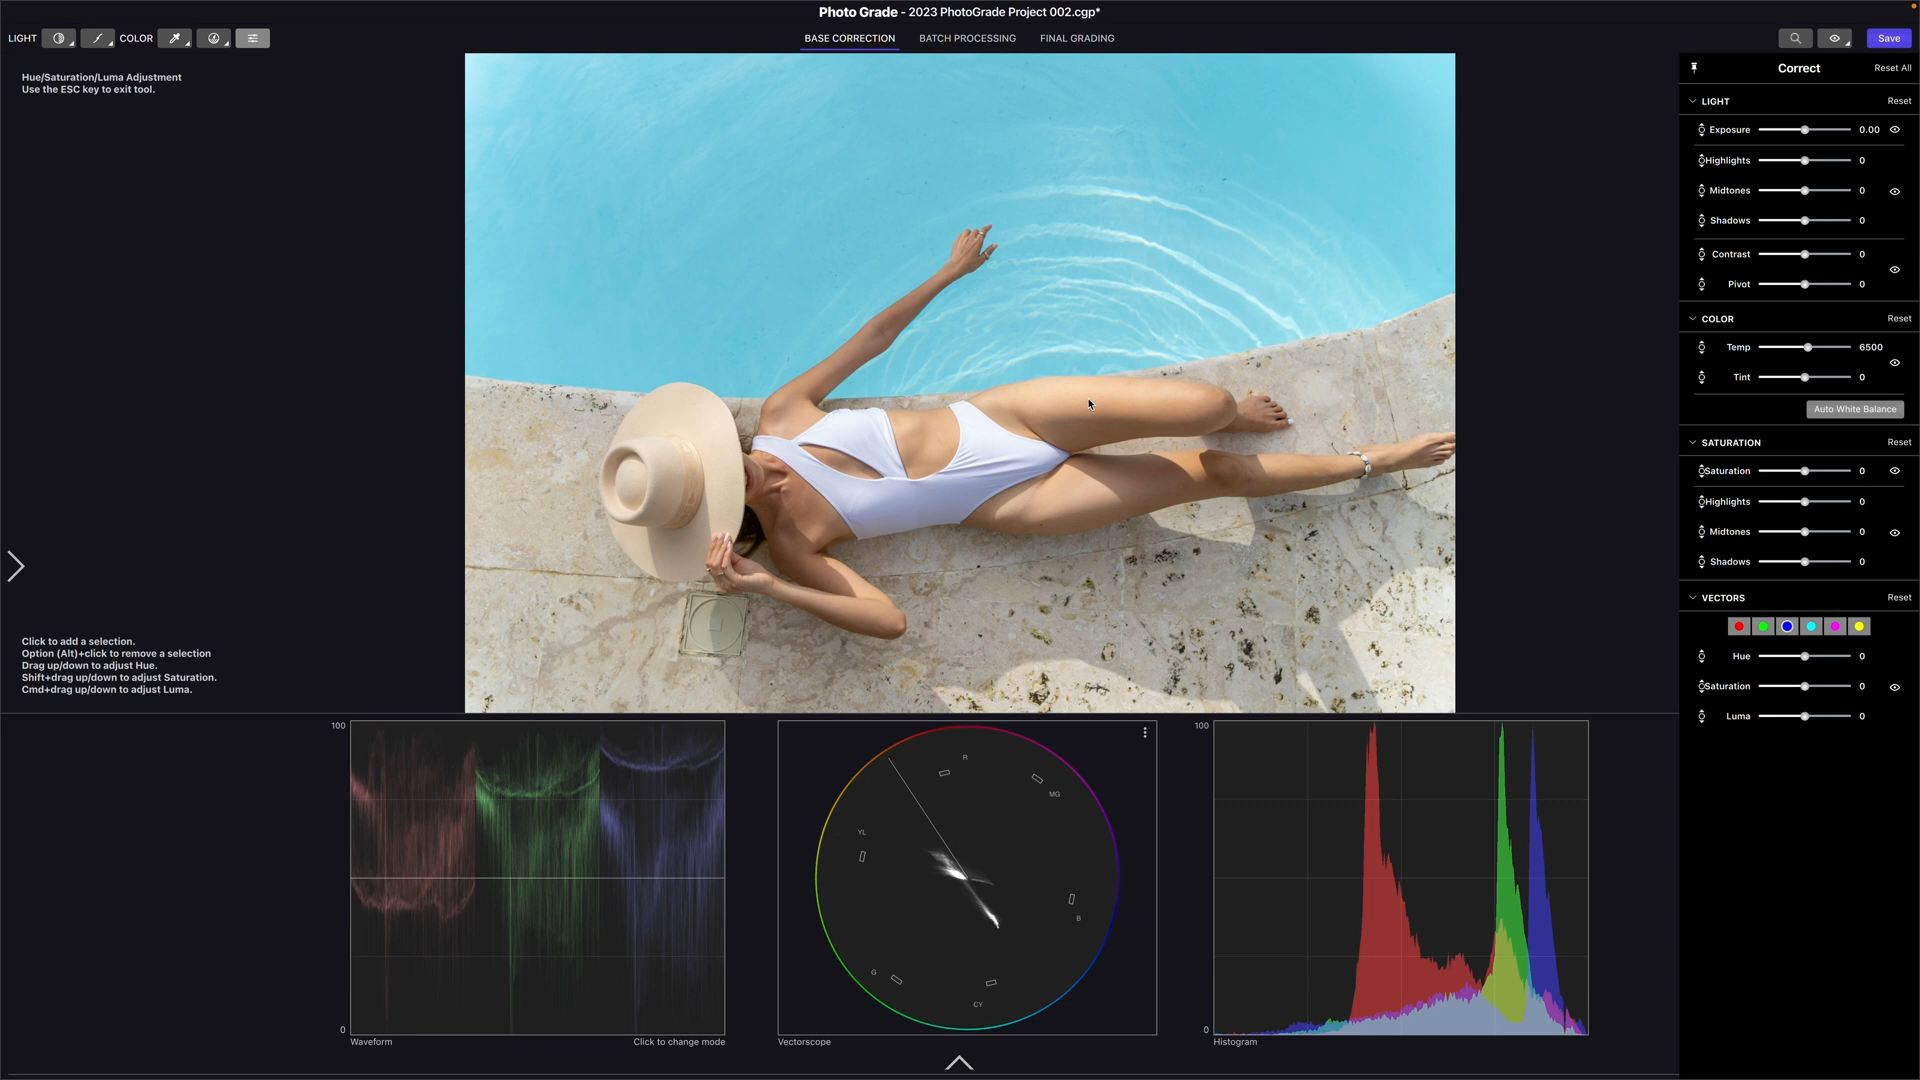 Photo Grade - 2023 PhotoGrade Project 002.cgp*
LIGHT
COLOR
BASE CORRECTION
BATCH PROCESSING
FINAL GRADING
Save
Hue/Saturation/Luma Adjustment
Use the ESC key to exit tool.
Click to add a selection.
Option (Alt)+click to remove a selection
Drag up/down to adjust Hue.
Shift+drag up/down to adjust Saturation.
Cmd+drag up/down to adjust Luma.
Correct
Reset All
LIGHT Reset
Exposure 0.00
Highlights 0
Midtones 0
Shadows 0
Contrast 0
Pivot 0
COLOR Reset
Temp 6500
Tint 0
Auto White Balance
SATURATION Reset
Saturation 0
Highlights 0
Midtones 0
Shadows 0
VECTORS Reset
Hue 0
Saturation 0
Luma 0
100
0
Waveform
Click to change mode
R
MG
YL
B
G
CY
Vectorscope
100
0
Histogram